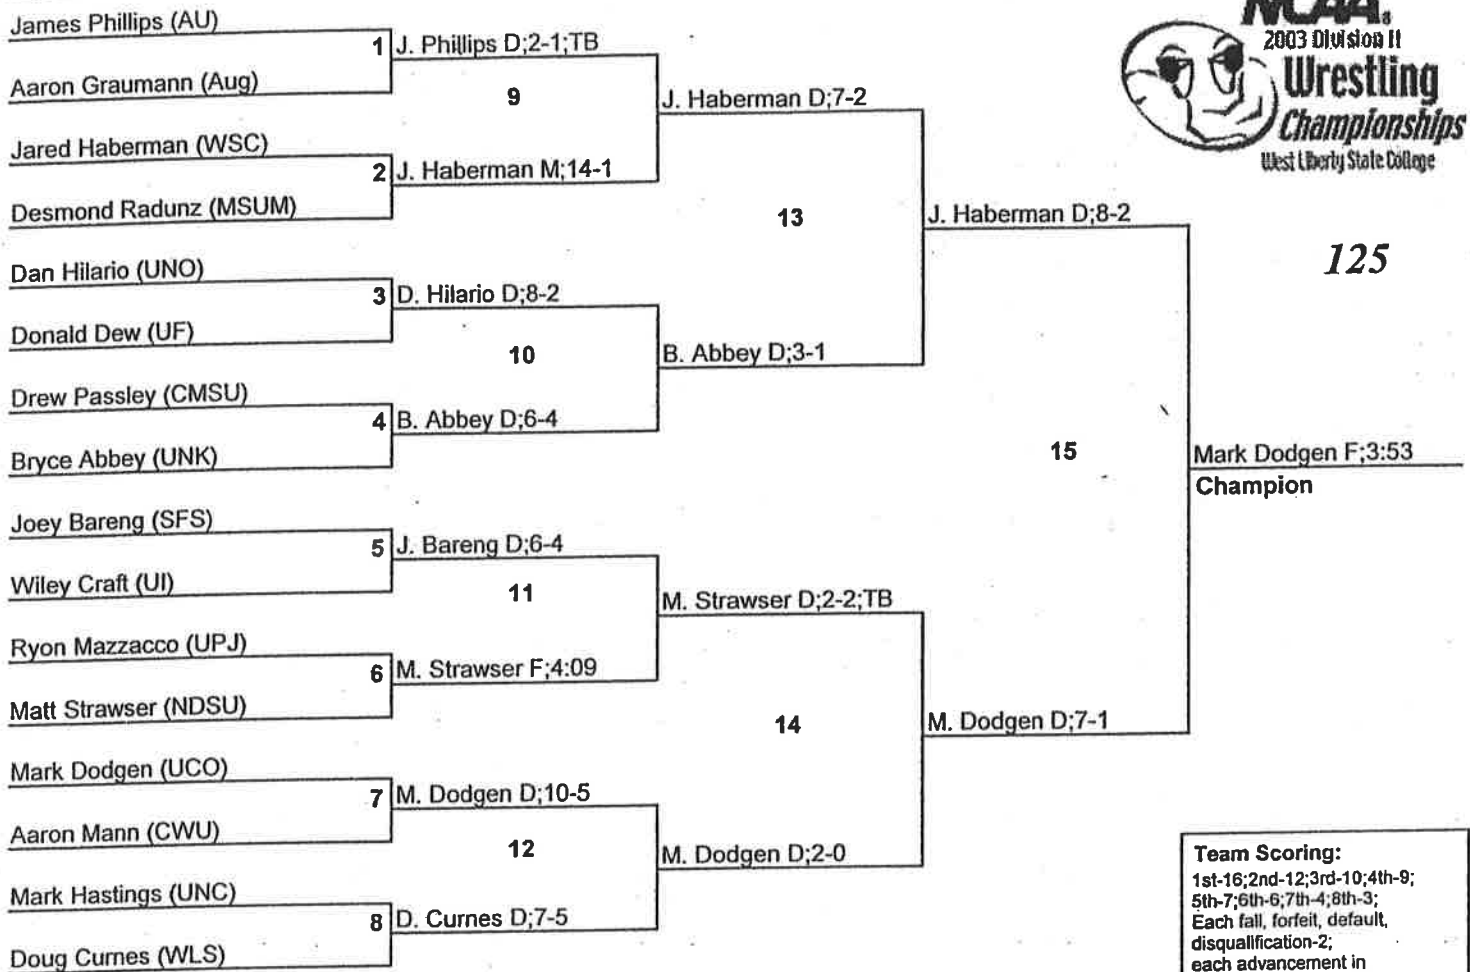 James Phillips (AU)
1 J. Phillips D;2-1;TB
Aaron Graumann (Aug)
9
J. Haberman D;7-2
Jared Haberman (WSC)
2 J. Haberman M;14-1
Desmond Radunz (MSUM)
13
J. Haberman D;8-2
Dan Hilario (UNO)
3 D. Hilario D;8-2
Donald Dew (UF)
10
B. Abbey D;3-1
Drew Passley (CMSU)
4 B. Abbey D;6-4
Bryce Abbey (UNK)
15
Mark Dodgen F;3:53
Champion
Joey Bareng (SFS)
5 J. Bareng D;6-4
Wiley Craft (UI)
11
M. Strawser D;2-2;TB
Ryon Mazzacco (UPJ)
6 M. Strawser F;4:09
Matt Strawser (NDSU)
14
M. Dodgen D;7-1
Mark Dodgen (UCO)
7 M. Dodgen D;10-5
Aaron Mann (CWU)
12
M. Dodgen D;2-0
Mark Hastings (UNC)
8 D. Curnes D;7-5
Doug Curnes (WLS)
NCAA®
2003 Division II
Wrestling
Championships
West Liberty State College
125
Team Scoring:
1st-16;2nd-12;3rd-10;4th-9;
5th-7;6th-6;7th-4;8th-3;
Each fall, forfeit, default,
disqualification-2;
each advancement in